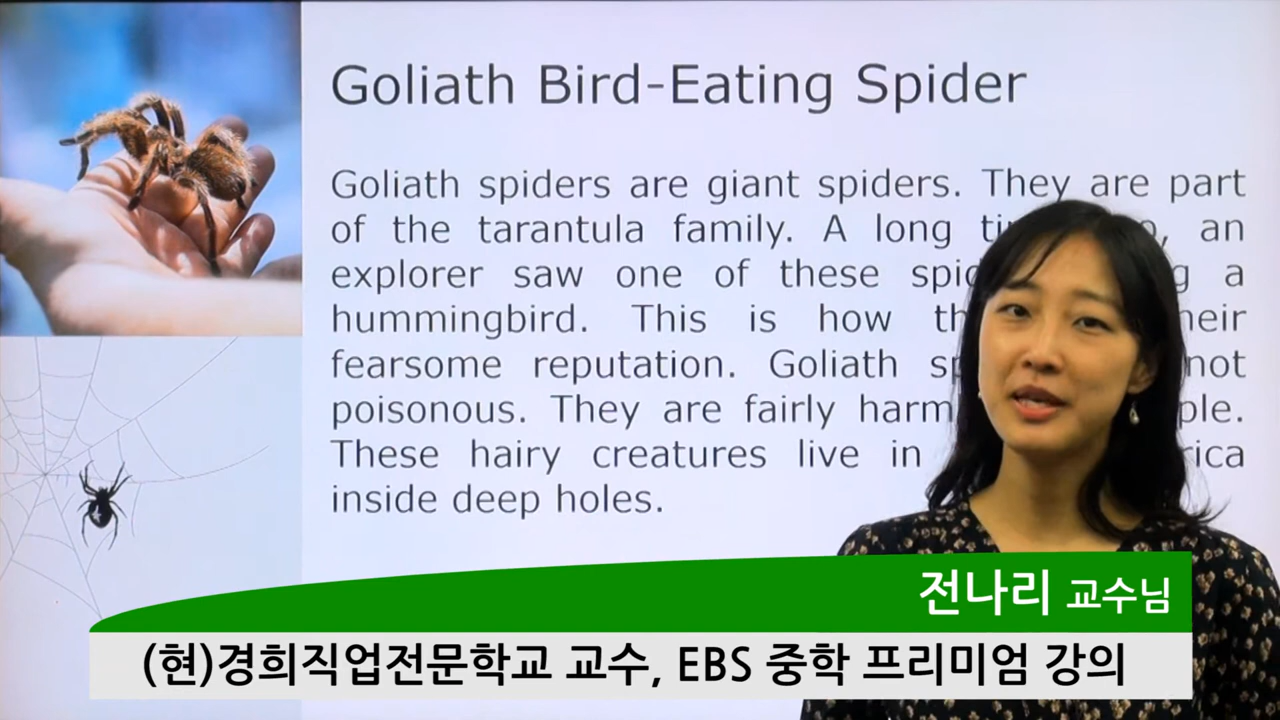 Goliath Bird-Eating Spider
Goliath spiders are giant spiders. They are part
of the tarantula family. A long an
explorer saw one of these a
hummingbird. This is how
fearsome reputation. Goliath not
poisonous. They are fairly
These hairy creatures live in
inside deep holes.
전나리 교수님
(현)경희직업전문학교 교수, EBS 중학 프리미엄 강의